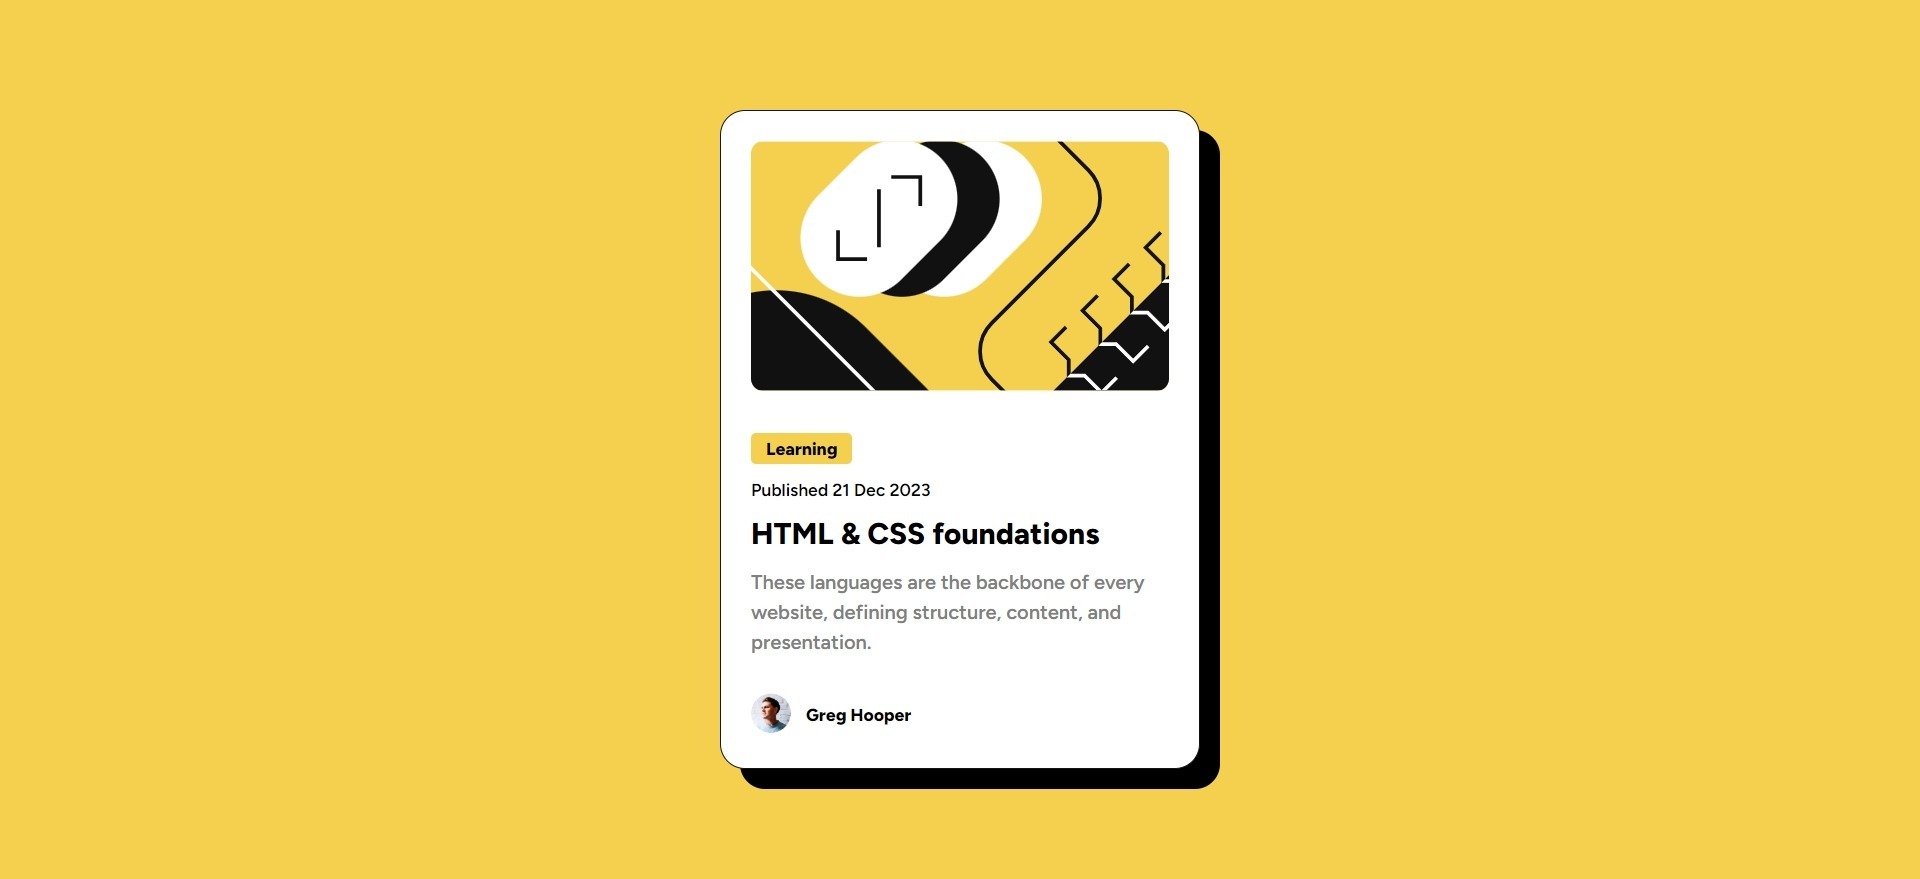 Learning
Published 21 Dec 2023
HTML & CSS foundations
These languages are the backbone of every
website, defining structure, content, and
presentation.
Greg Hooper